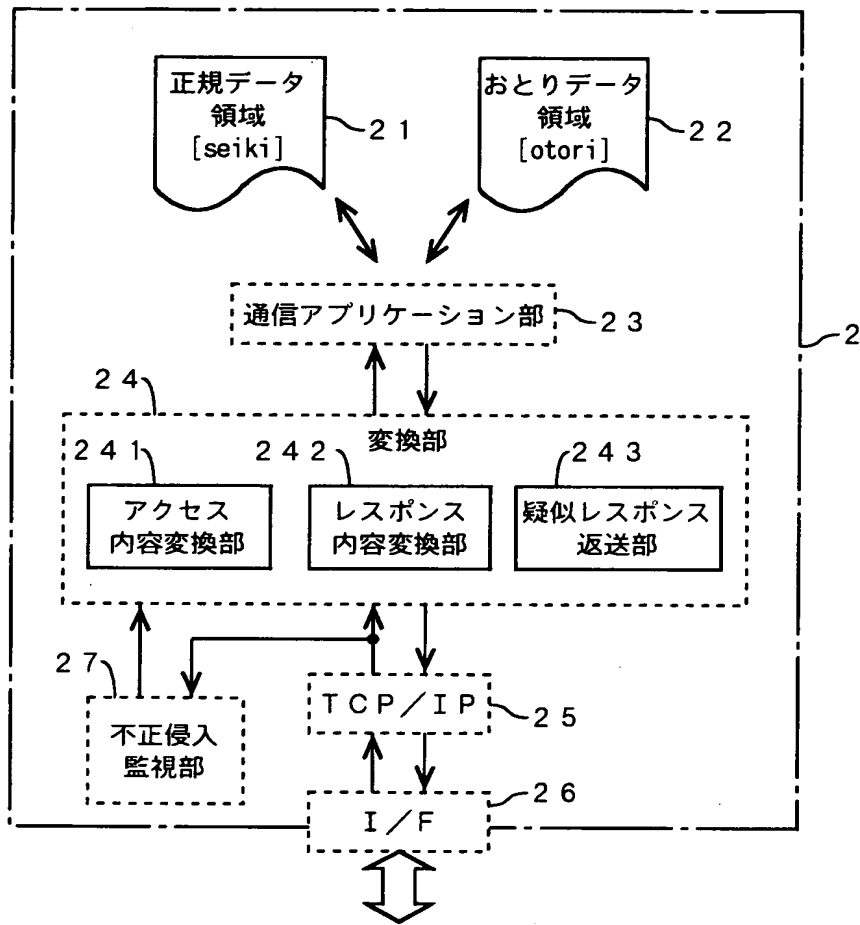 正規データ
領域
[seiki]
21
おとりデータ
領域
[otori]
22
通信アプリケーション部
23
2
24
変換部
241
アクセス
内容変換部
242
レスポンス
内容変換部
243
疑似レスポンス
返送部
27
不正侵入
監視部
TCP/IP
25
I/F
26